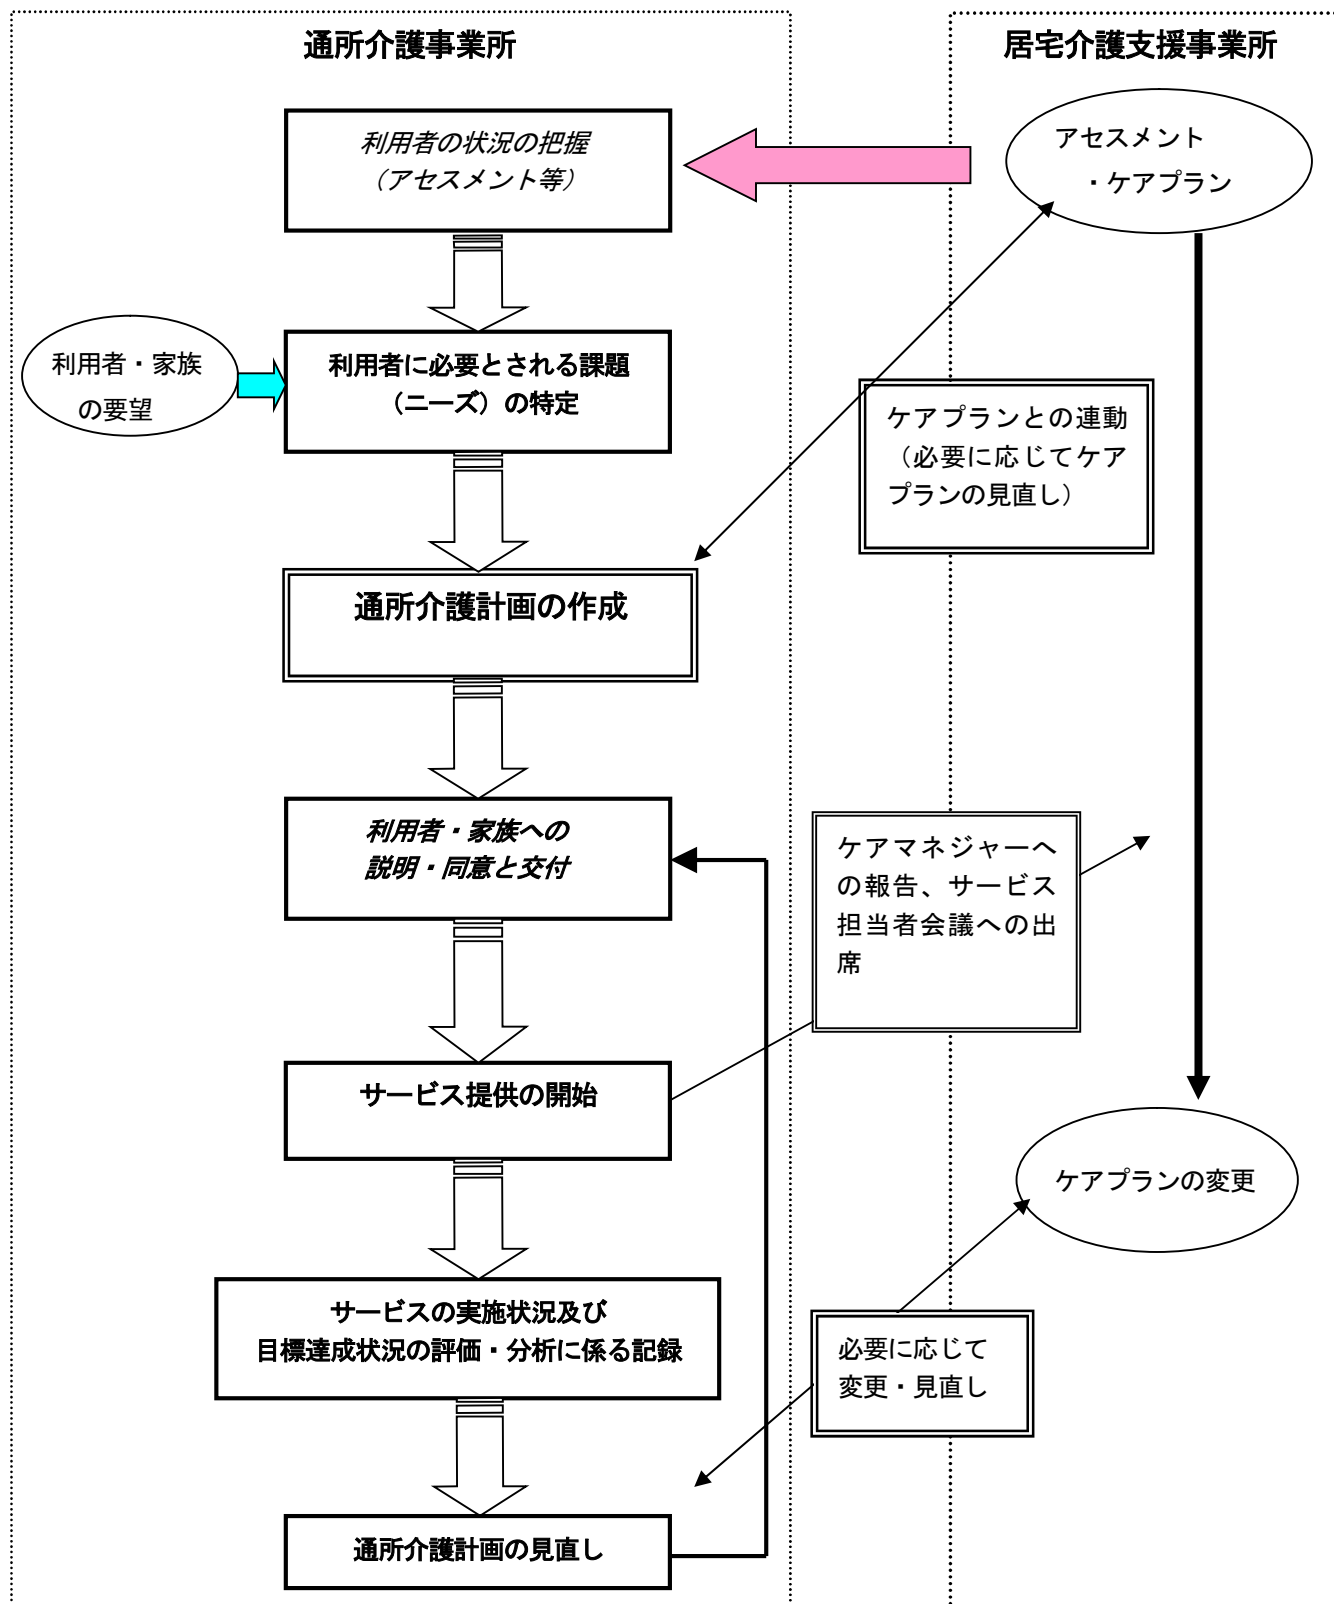 通所介護事業所
居宅介護支援事業所
利用者の状況の把握
（アセスメント等）
アセスメント
・ケアプラン
利用者・家族
の要望
利用者に必要とされる課題
（ニーズ）の特定
ケアプランとの連動
（必要に応じてケア
プランの見直し）
通所介護計画の作成
利用者・家族への
説明・同意と交付
ケアマネジャーへ
の報告、サービス
担当者会議への出
席
サービス提供の開始
ケアプランの変更
サービスの実施状況及び
目標達成状況の評価・分析に係る記録
必要に応じて
変更・見直し
通所介護計画の見直し